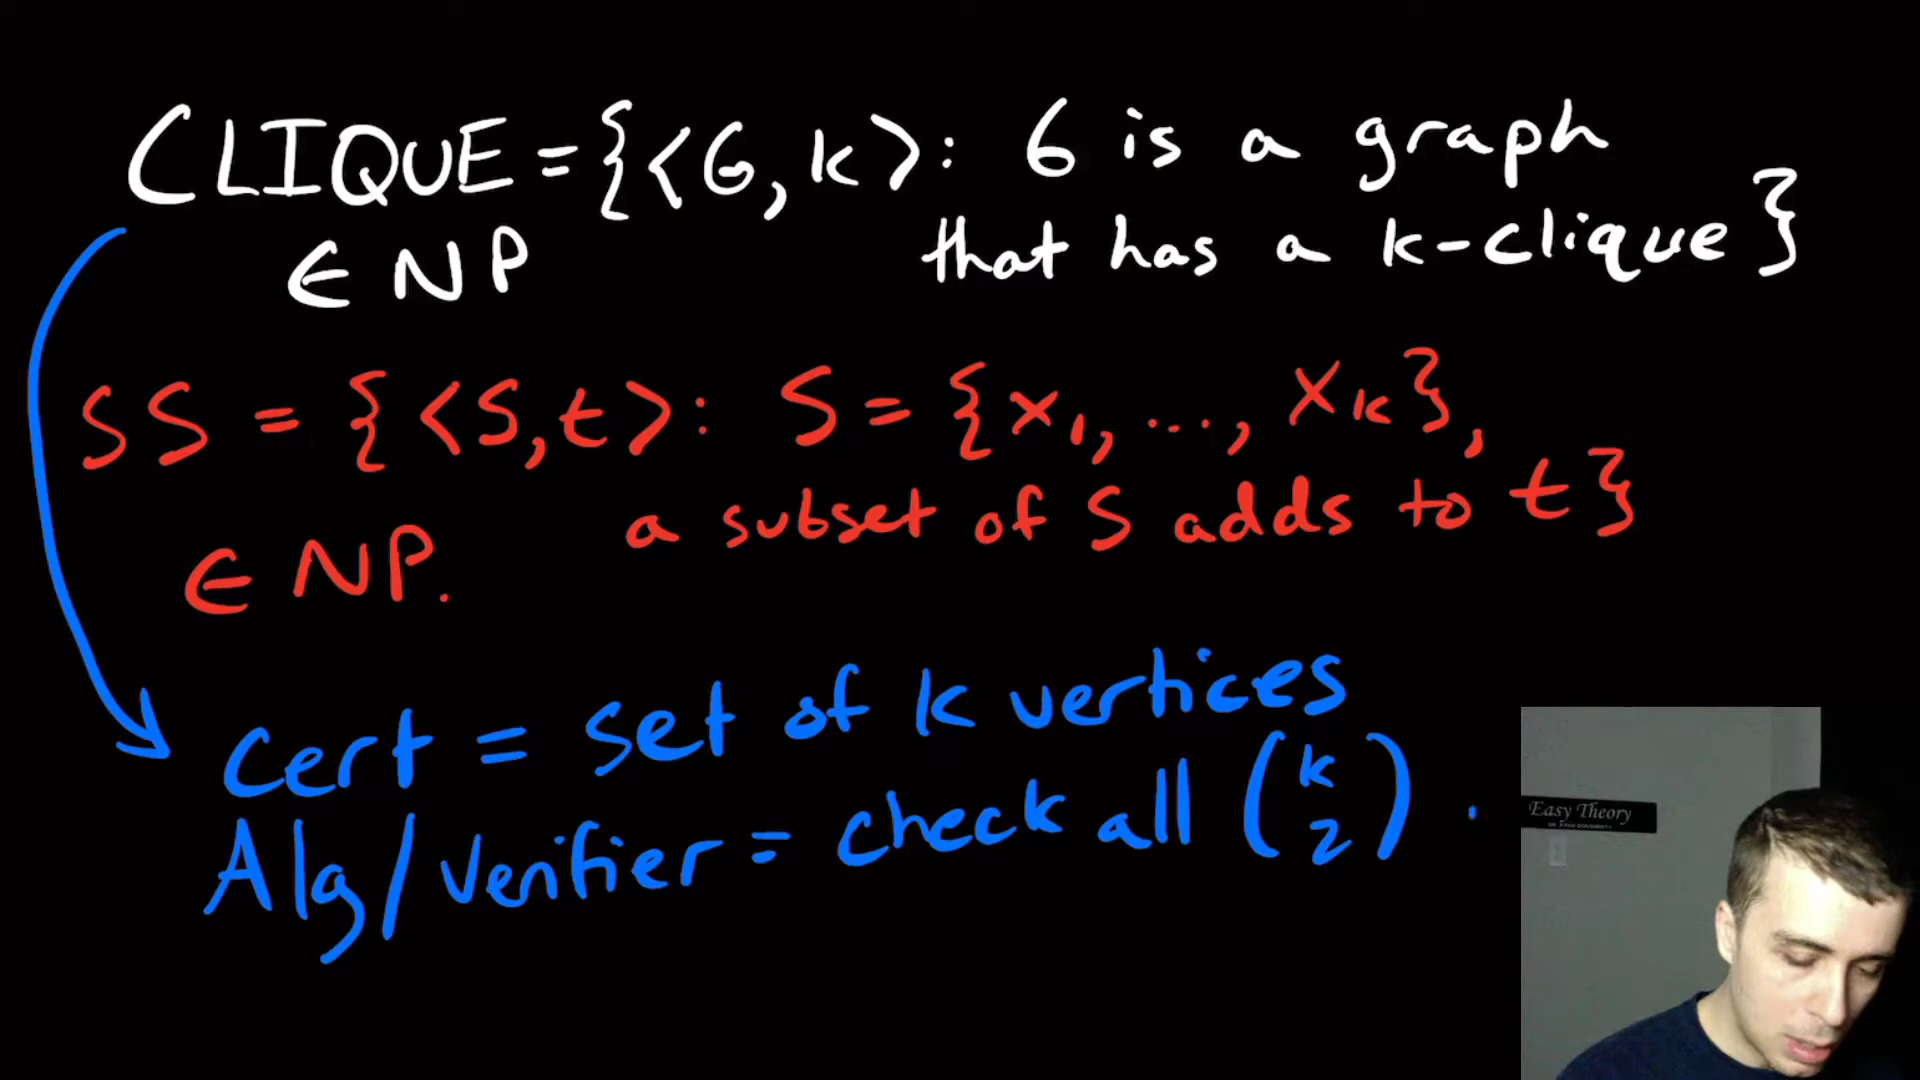 CLIQUE = {<G, k>: G is a graph
that has a k-clique}
∈ NP
SS = {<S,t>: S = {x₁, ..., xₖ},
a subset of S adds to t}
∈ NP.
cert = set of k vertices
Alg/Verifier = check all (k 2)
Easy Theory